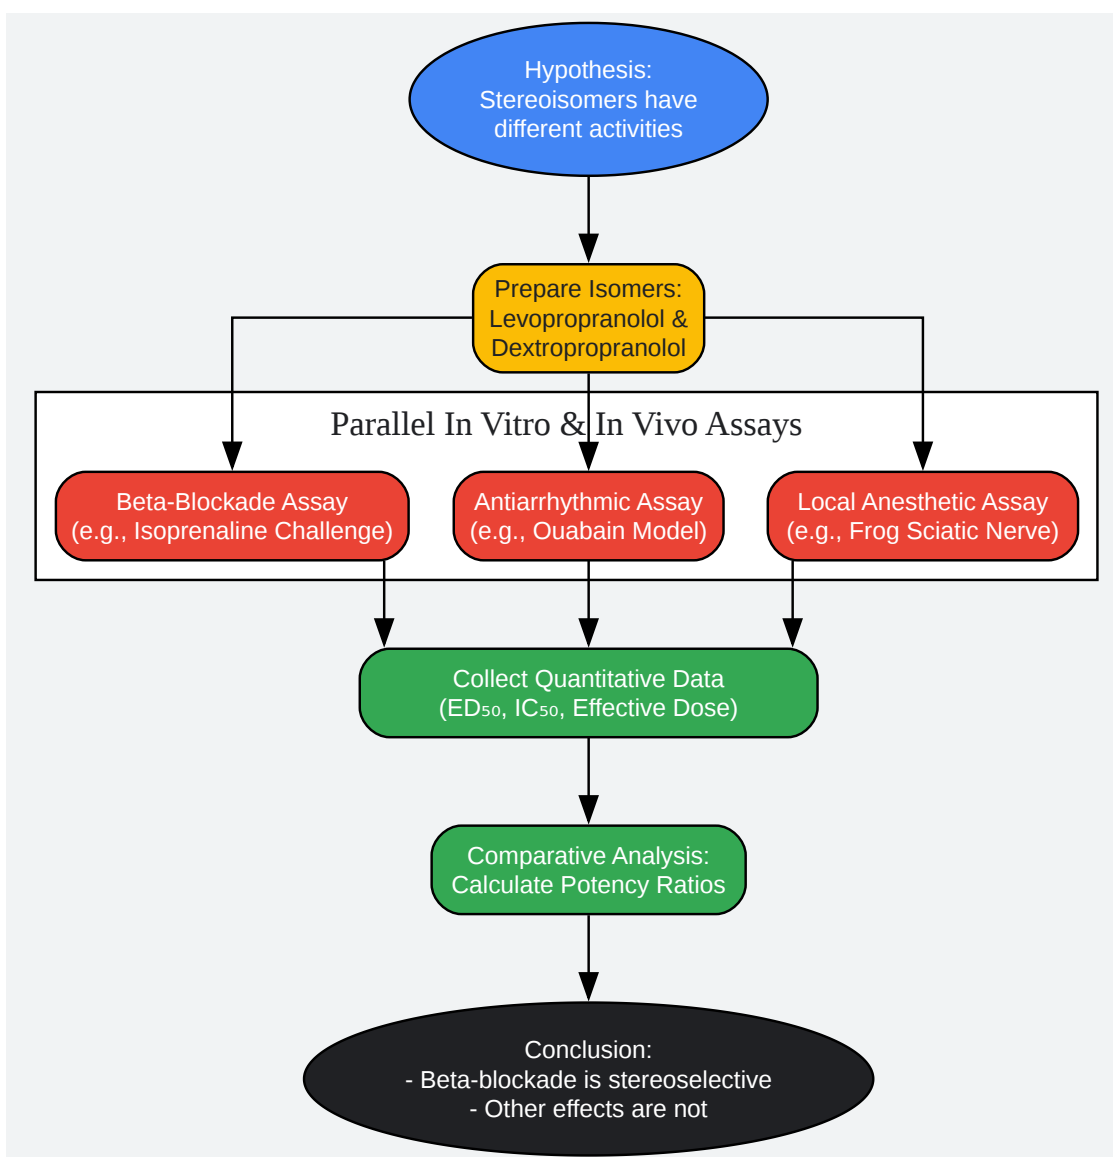 Hypothesis:
Stereoisomers have
different activities
Prepare Isomers:
Levopropranolol &
Dextropropranolol
Parallel In Vitro & In Vivo Assays
Beta-Blockade Assay
(e.g., Isoprenaline Challenge)
Antiarrhythmic Assay
(e.g., Ouabain Model)
Local Anesthetic Assay
(e.g., Frog Sciatic Nerve)
Collect Quantitative Data
(ED₅₀, IC₅₀, Effective Dose)
Comparative Analysis:
Calculate Potency Ratios
Conclusion:
- Beta-blockade is stereoselective
- Other effects are not